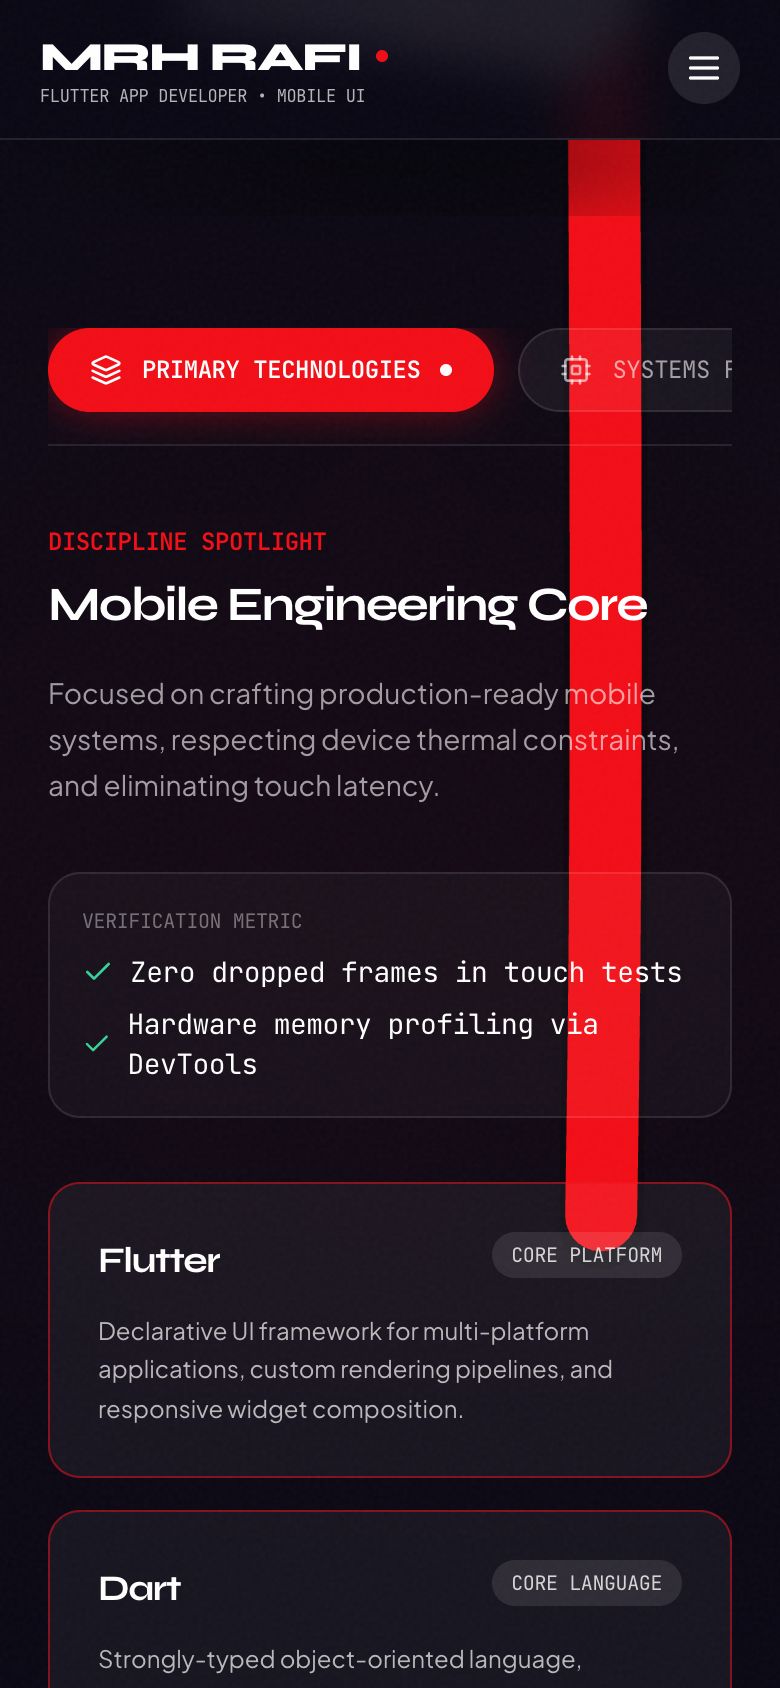 MRH RAFI
FLUTTER APP DEVELOPER • MOBILE UI
PRIMARY TECHNOLOGIES
SYSTEMS
DISCIPLINE SPOTLIGHT
Mobile Engineering Core
Focused on crafting production-ready mobile
systems, respecting device thermal constraints,
and eliminating touch latency.
VERIFICATION METRIC
Zero dropped frames in touch tests
Hardware memory profiling via
DevTools
Flutter
CORE PLATFORM
Declarative UI framework for multi-platform
applications, custom rendering pipelines, and
responsive widget composition.
Dart
CORE LANGUAGE
Strongly-typed object-oriented language,